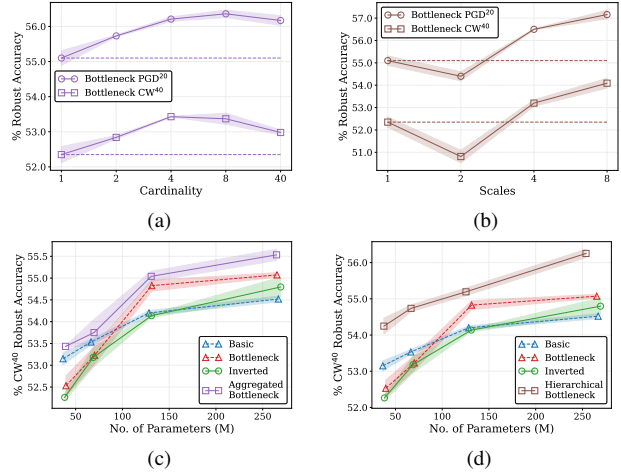 56.0
55.0
54.0
53.0
52.0
% Robust Accuracy
Bottleneck PGD²⁰
Bottleneck CW⁴⁰
1 2 4 8 40
Cardinality
(a)
57.0
56.0
55.0
54.0
53.0
52.0
51.0
% Robust Accuracy
Bottleneck PGD²⁰
Bottleneck CW⁴⁰
1 2 4 8
Scales
(b)
55.5
55.0
54.5
54.0
53.5
53.0
52.5
% CW⁴⁰ Robust Accuracy
Basic
Bottleneck
Inverted
Aggregated
Bottleneck
50 100 150 200 250
No. of Parameters (M)
(c)
56.0
55.0
54.0
53.0
52.0
% CW⁴⁰ Robust Accuracy
Basic
Bottleneck
Inverted
Hierarchical
Bottleneck
50 100 150 200 250
No. of Parameters (M)
(d)